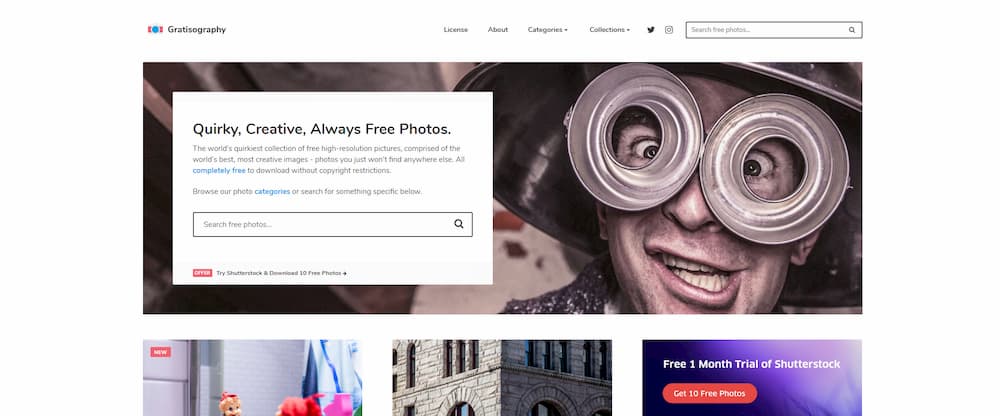 Gratisography
License About Categories Collections Search free photos...
Quirky, Creative, Always Free Photos.
The world's qirkiest collection of free high-resolution pictures, comprised of the
world's best, most creative images - photos you just won't find anywhere else. All
completely free to download without copyright restrictions.
Browse our photo categories or search for something specific below.
Search free photos...
OFFER Try Shutterstock & Download 10 Free Photos →
NEW
Free 1 Month Trial of Shutterstock
Get 10 Free Photos